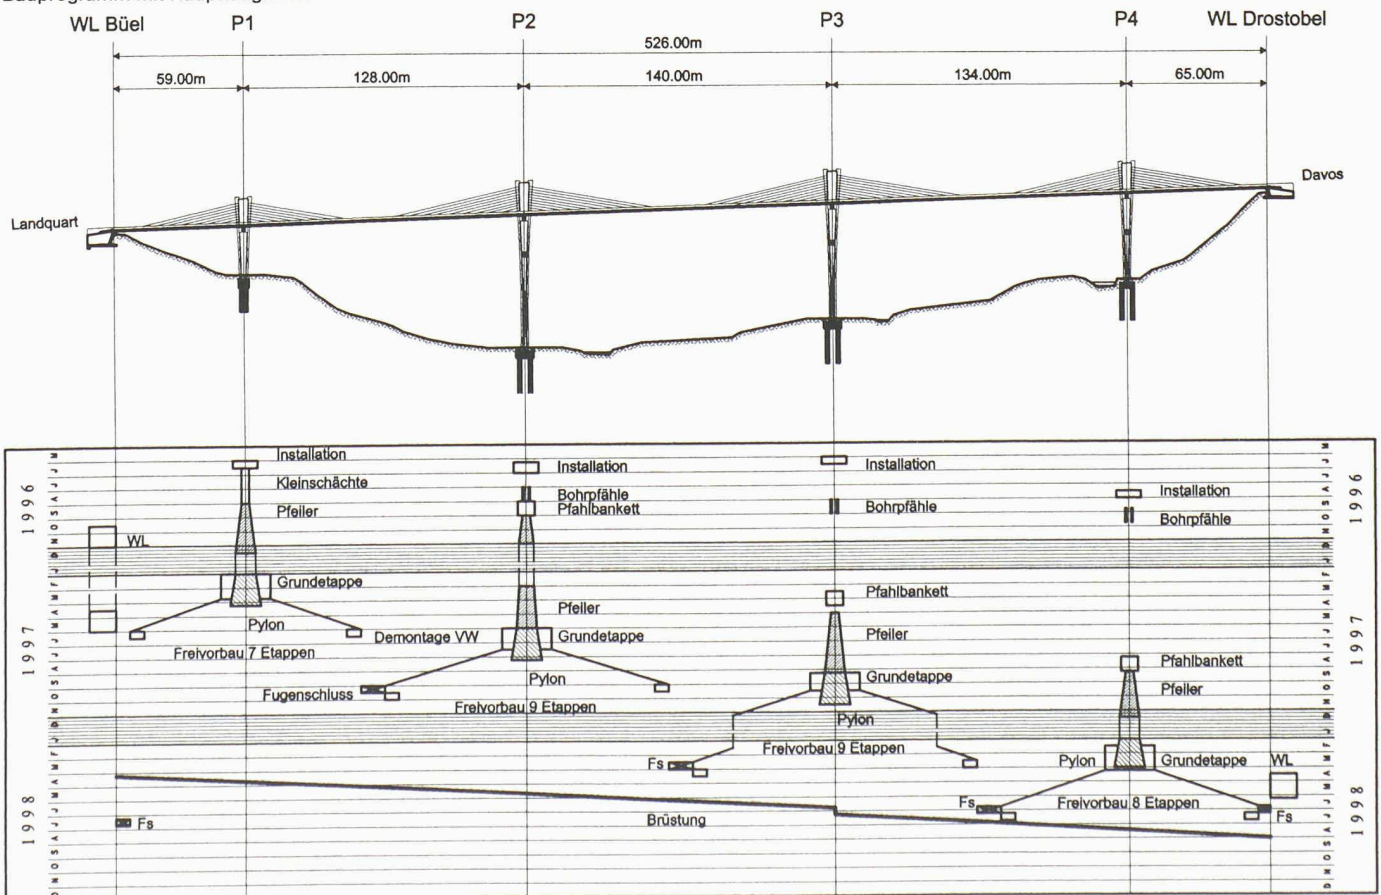 WL Büel P1 P2 P3 P4 WL Drostobel
526.00m
59.00m 128.00m 140.00m 134.00m 65.00m
Landquart
Davos
Installation
Kleinschächte
Pfeiler
WL
Grundetappe
Pylon
Freivorbau 7 Etappen
Installation
Bohrpfähle
Pfahlbankett
Pfeiler
Demontage VW
Grundetappe
Pylon
Fugenschluss
Freivorbau 9 Etappen
Installation
Bohrpfähle
Pfahlbankett
Pfeiler
Grundetappe
Pylon
Freivorbau 9 Etappen
Fs
Installation
Bohrpfähle
Pfahlbankett
Pfeiler
Pylon
Grundetappe
WL
Freivorbau 8 Etappen
Fs
Fs
Brüstung
Fs
1996
1997
1998
M J J A S O N D J F M A M J J A S O N D J F M A M J J A S O N D
1996
1997
1998
M J J A S O N D J F M A M J J A S O N D J F M A M J J A S O N D